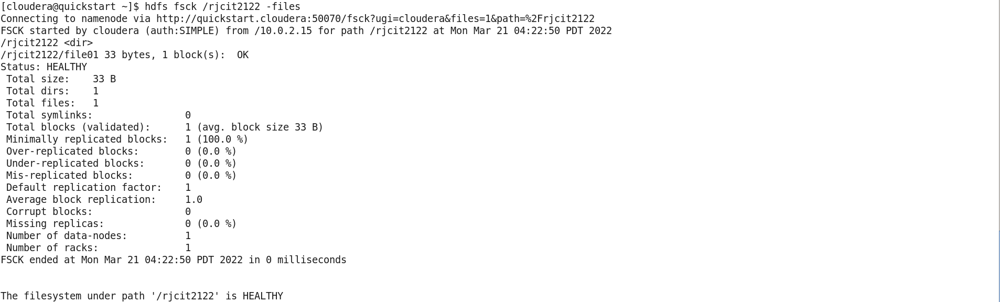 [cloudera@quickstart ~]$ hdfs fsck /rjcit2122 -files
Connecting to namenode via http://quickstart.cloudera:50070/fsck?ugi=cloudera&files=1&path=%2Frjcit2122
FSCK started by cloudera (auth:SIMPLE) from /10.0.2.15 for path /rjcit2122 at Mon Mar 21 04:22:50 PDT 2022
/rjcit2122 <dir>
/rjcit2122/file01 33 bytes, 1 block(s):  OK
Status: HEALTHY
 Total size:    33 B
 Total dirs:    1
 Total files:   1
 Total symlinks:                0
 Total blocks (validated):      1 (avg. block size 33 B)
 Minimally replicated blocks:   1 (100.0 %)
 Over-replicated blocks:        0 (0.0 %)
 Under-replicated blocks:       0 (0.0 %)
 Mis-replicated blocks:         0 (0.0 %)
 Default replication factor:    1
 Average block replication:     1.0
 Corrupt blocks:                0
 Missing replicas:              0 (0.0 %)
 Number of data-nodes:          1
 Number of racks:               1
FSCK ended at Mon Mar 21 04:22:50 PDT 2022 in 0 milliseconds
The filesystem under path '/rjcit2122' is HEALTHY